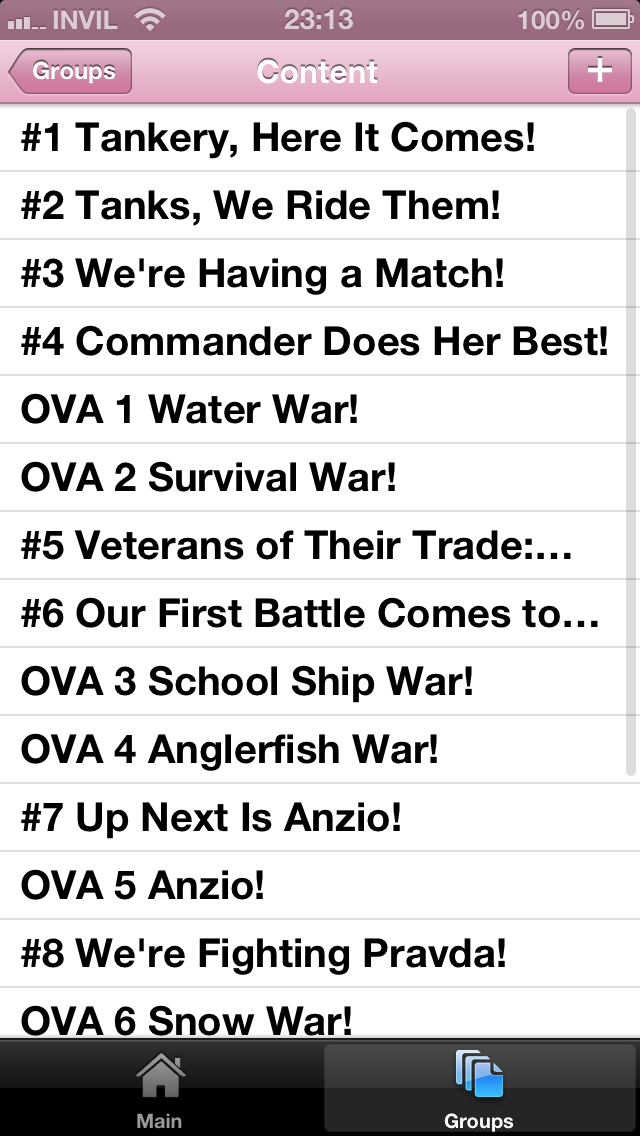 INVIL 23:13 100%
Groups Content +
#1 Tankery, Here It Comes!
#2 Tanks, We Ride Them!
#3 We're Having a Match!
#4 Commander Does Her Best!
OVA 1 Water War!
OVA 2 Survival War!
#5 Veterans of Their Trade:...
#6 Our First Battle Comes to...
OVA 3 School Ship War!
OVA 4 Anglerfish War!
#7 Up Next Is Anzio!
OVA 5 Anzio!
#8 We're Fighting Pravda!
OVA 6 Snow War!
Main Groups